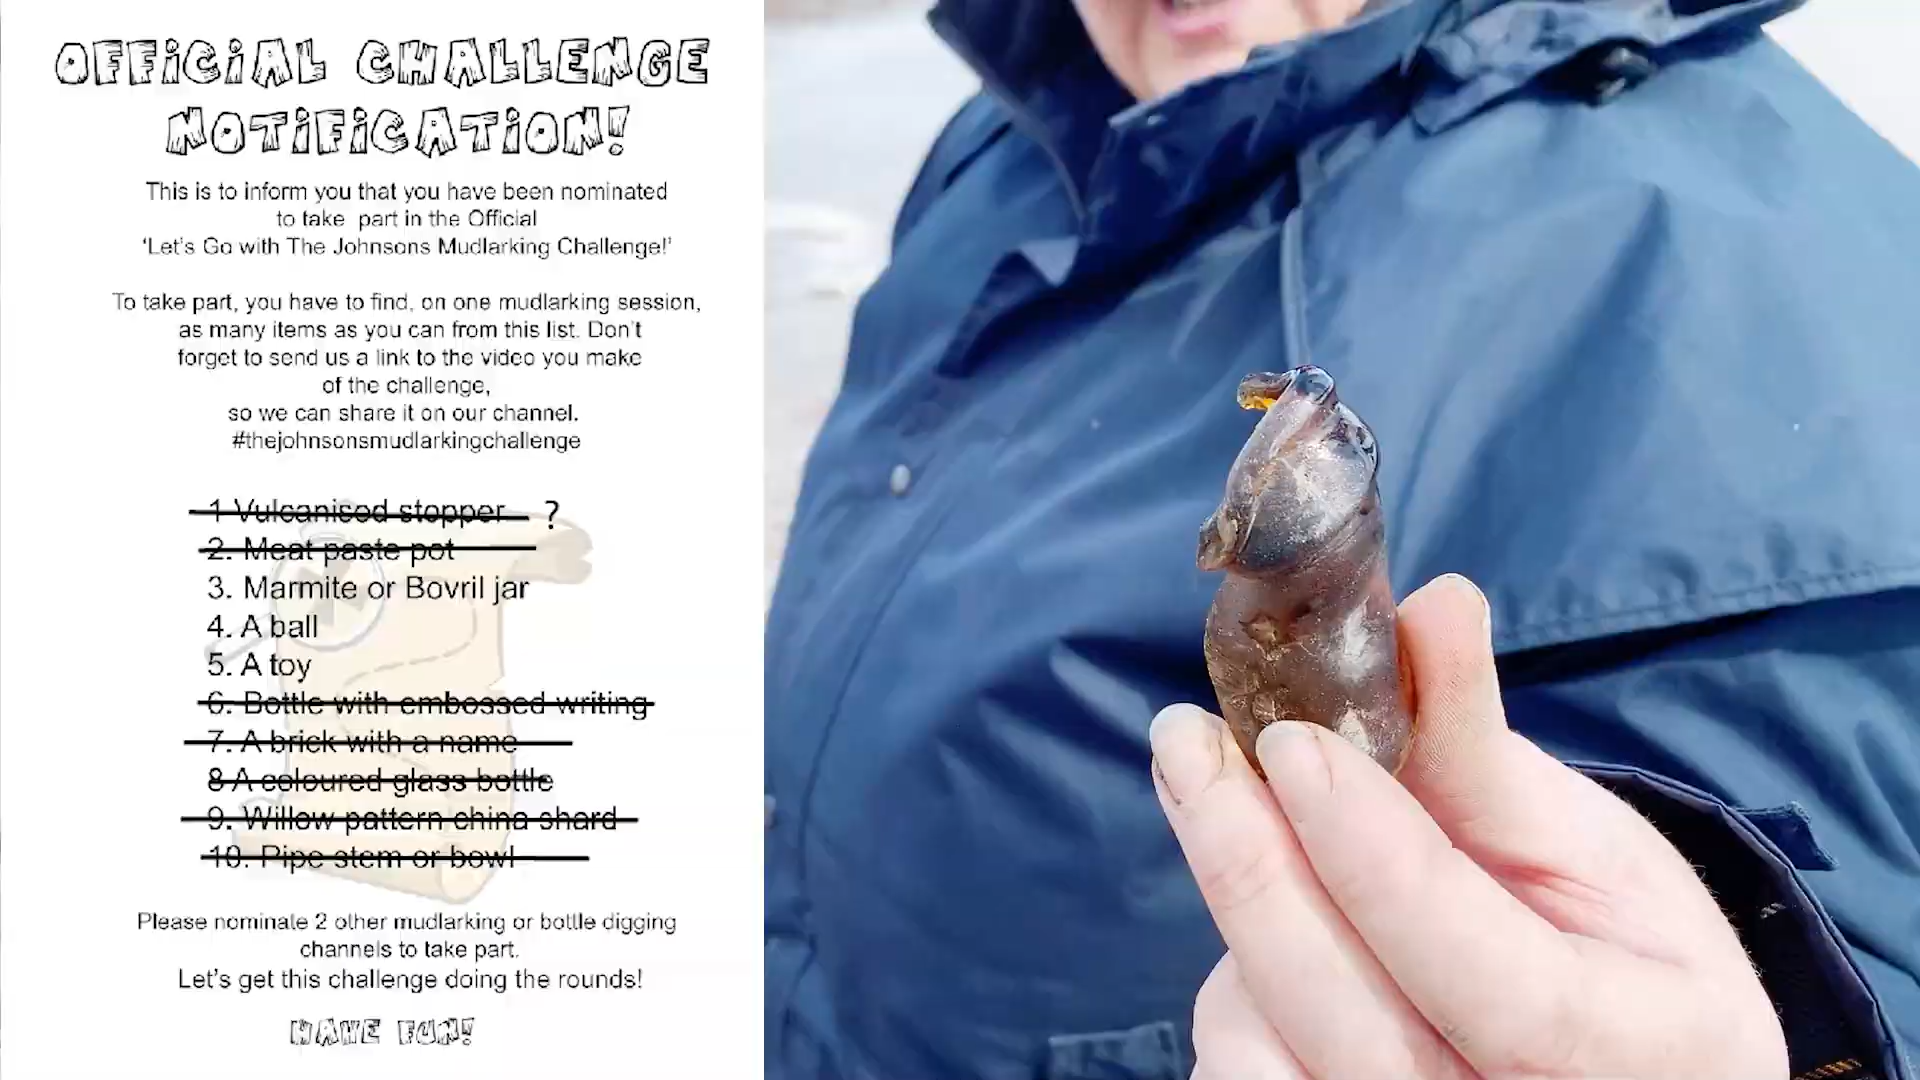 OFFiCiAL CHALLENGE
NOTiFiCATiON!
This is to inform you that you have been nominated
to take part in the Official
‘Let’s Go with The Johnsons Mudlarking Challenge!’
To take part, you have to find, on one mudlarking session,
as many items as you can from this list. Don’t
forget to send us a link to the video you make
of the challenge,
so we can share it on our channel.
#thejohnsonsmudlarkingchallenge
1 Vulcanised stopper ?
2. Meat paste pot
3. Marmite or Bovril jar
4. A ball
5. A toy
6. Bottle with embossed writing
7. A brick with a name
8 A coloured glass bottle
9. Willow pattern china shard
10. Pipe stem or bowl
Please nominate 2 other mudlarking or bottle digging
channels to take part.
Let’s get this challenge doing the rounds!
HAVE FUN!